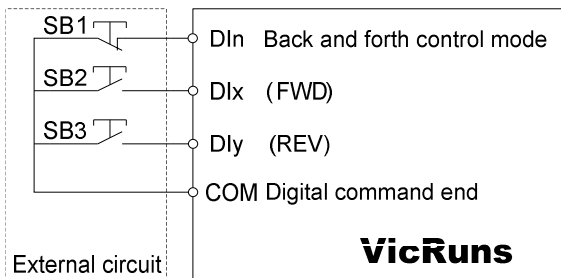 SB1 DIn Back and forth control mode
SB2 DIx (FWD)
SB3 DIy (REV)
COM Digital command end
External circuit VicRuns